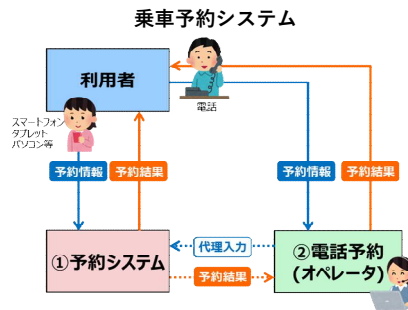 乗車予約システム
利用者
電話
スマートフォン
タブレット
パソコン等
予約情報
予約結果
予約情報
予約結果
①予約システム
代理入力
予約結果
②電話予約
(オペレータ)